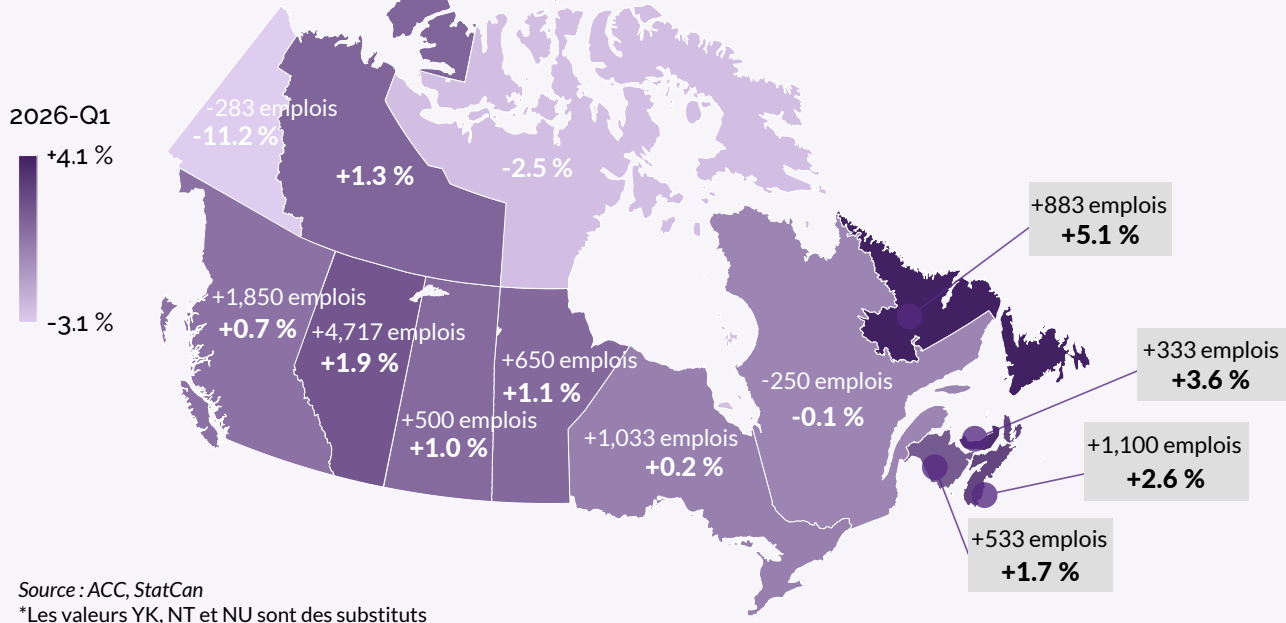 2026-Q1
+4.1 %
-3.1 %
-283 emplois
-11.2 %
+1.3 %
-2.5 %
+883 emplois
+5.1 %
+1,850 emplois
+0.7 %
+4,717 emplois
+1.9 %
+650 emplois
+1.1 %
+500 emplois
+1.0 %
+1,033 emplois
+0.2 %
-250 emplois
-0.1 %
+333 emplois
+3.6 %
+1,100 emplois
+2.6 %
+533 emplois
+1.7 %
Source : ACC, StatCan
*Les valeurs YK, NT et NU sont des substituts